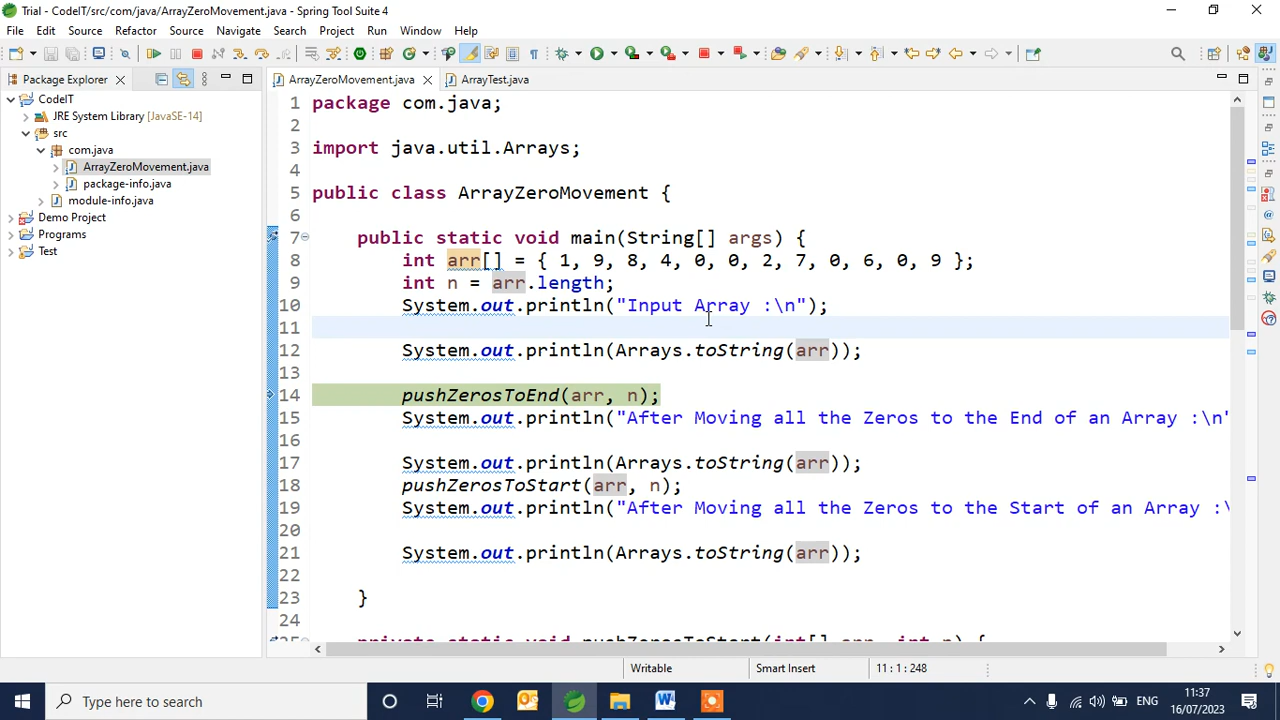 Trial - CodeIT/src/com/java/ArrayZeroMovement.java - Spring Tool Suite 4
File Edit Source Refactor Source Navigate Search Project Run Window Help
Package Explorer
ArrayZeroMovement.java
ArrayTest.java
CodeIT
JRE System Library [JavaSE-14]
src
com.java
ArrayZeroMovement.java
package-info.java
module-info.java
Demo Project
Programs
Test
1 package com.java;
2
3 import java.util.Arrays;
4
5 public class ArrayZeroMovement {
6
7 public static void main(String[] args) {
8 int arr[] = { 1, 9, 8, 4, 0, 0, 2, 7, 0, 6, 0, 9 };
9 int n = arr.length;
10 System.out.println("Input Array :\n");
11
12 System.out.println(Arrays.toString(arr));
13
14 pushZerosToEnd(arr, n);
15 System.out.println("After Moving all the Zeros to the End of an Array :\n"
16
17 System.out.println(Arrays.toString(arr));
18 pushZerosToStart(arr, n);
19 System.out.println("After Moving all the Zeros to the Start of an Array :\
20
21 System.out.println(Arrays.toString(arr));
22
23 }
24
25 private static void pushZerosToStart(int[] arr, int n) {
Writable
Smart Insert
11 : 1 : 248
Type here to search
ENG
11:37
16/07/2023